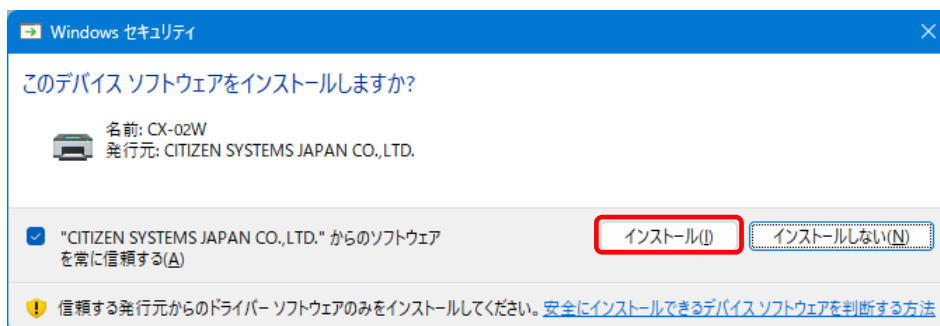 Windows セキュリティ
このデバイス ソフトウェアをインストールしますか?
名前: CX-02W
発行元: CITIZEN SYSTEMS JAPAN CO.,LTD.
"CITIZEN SYSTEMS JAPAN CO.,LTD." からのソフトウェア
を常に信頼する(A)
インストール(I)
インストールしない(N)
信頼する発行元からのドライバー ソフトウェアのみをインストールしてください。安全にインストールできるデバイス ソフトウェアを判断する方法